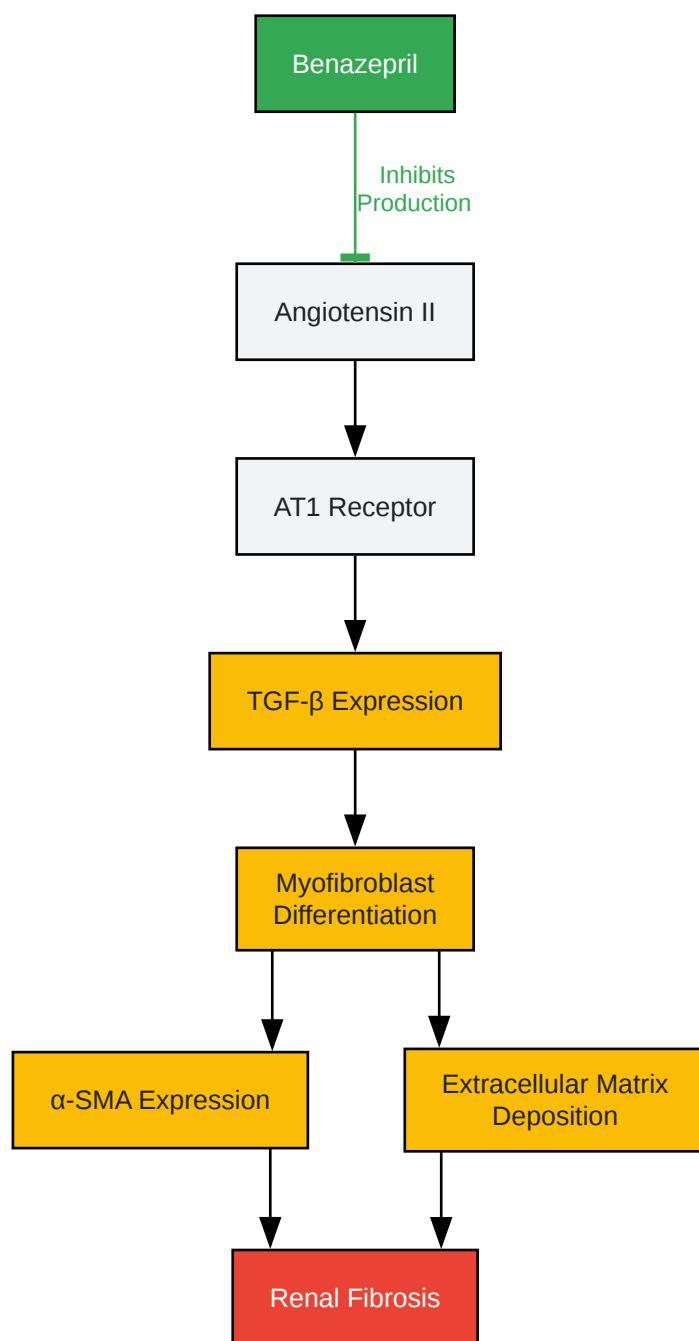 Benazepril
Inhibits
Production
Angiotensin II
AT1 Receptor
TGF-β Expression
Myofibroblast
Differentiation
α-SMA Expression
Extracellular Matrix
Deposition
Renal Fibrosis